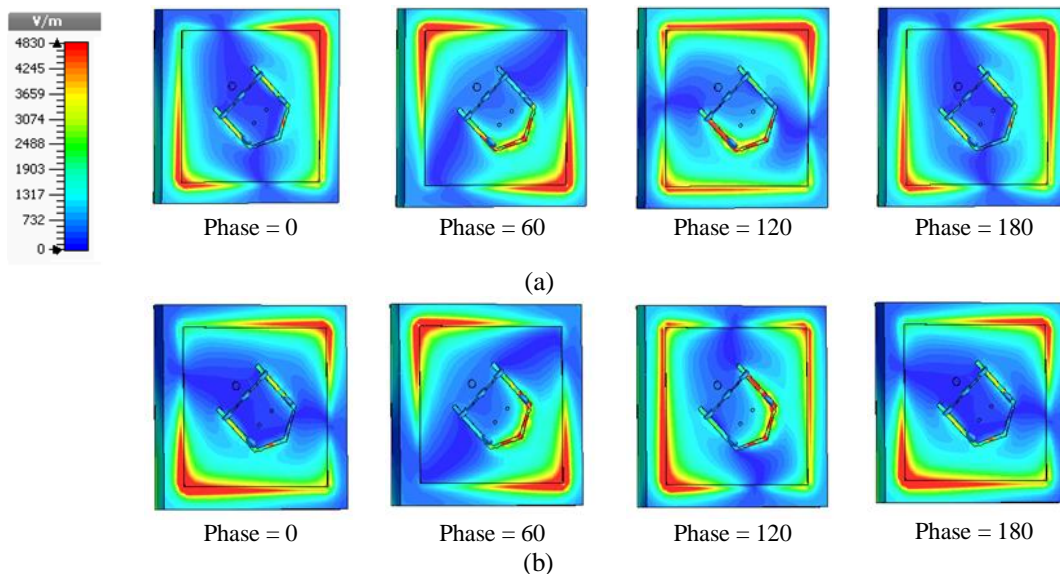 V/m
4830
4245
3659
3074
2488
1903
1317
732
0
Phase = 0 Phase = 60 Phase = 120 Phase = 180
(a)
Phase = 0 Phase = 60 Phase = 120 Phase = 180
(b)